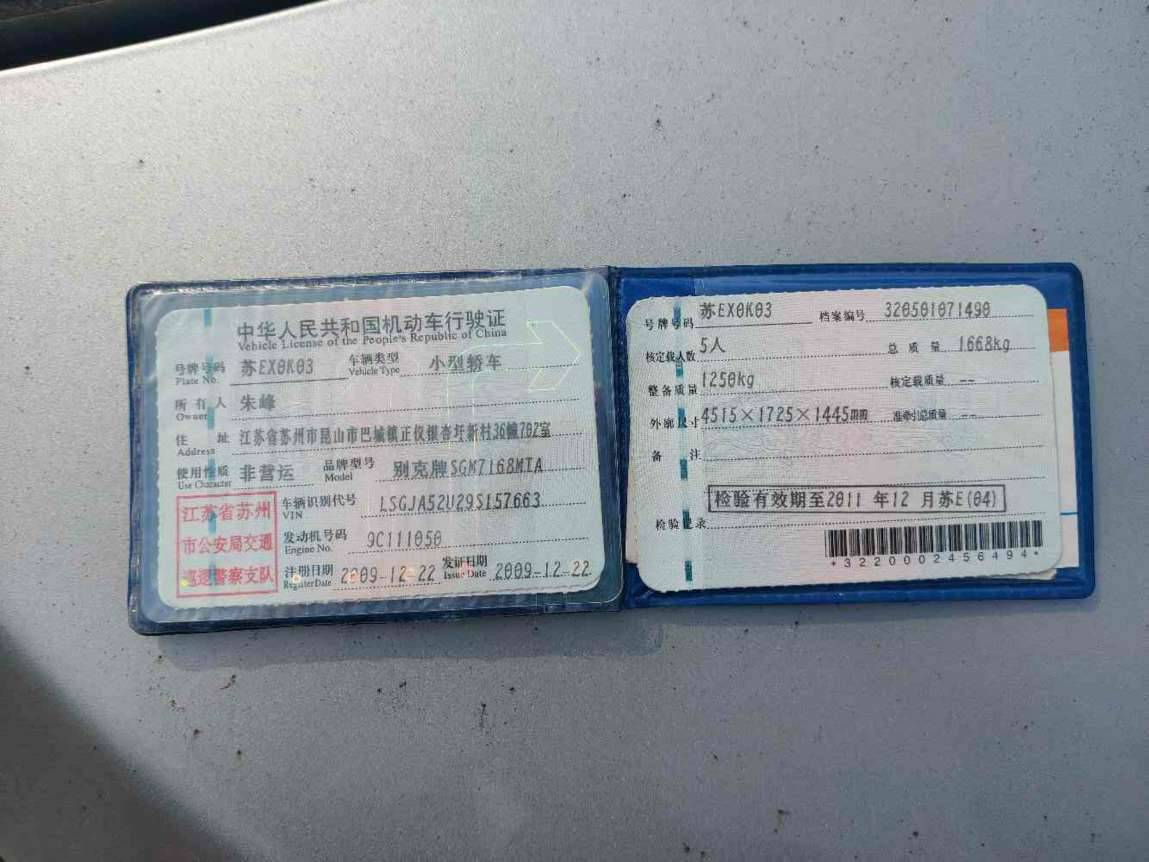 中华人民共和国机动车行驶证
Vehicle License of the People's Republic of China
号牌号码 苏EX0K03 车辆类型 小型轿车
Plate No. Vehicle Type
所有人 朱峰
Owner
住址 江苏省苏州市昆山市巴城镇正仪银杏圩新村36幢702室
Address
使用性质 非营运 品牌型号 别克牌SGM7168MTA
Use Character Model
江苏省苏州
市公安局交通
巡逻警察支队
车辆识别代号 LSGJA52U29S157663
VIN
发动机号码 9C111050
Engine No.
注册日期 2009-12-22 发证日期 2009-12-22
Register Date Issue Date
号牌号码 苏EX0K03 档案编号 320501071490
核定载人数 5人 总质量 1668kg
整备质量 1250kg 核定载质量 --
外廓尺寸 4515×1725×1445 准牵引总质量 --
备注
检验有效期至2011 年12 月苏E(04)
检验记录
*3220002456494*